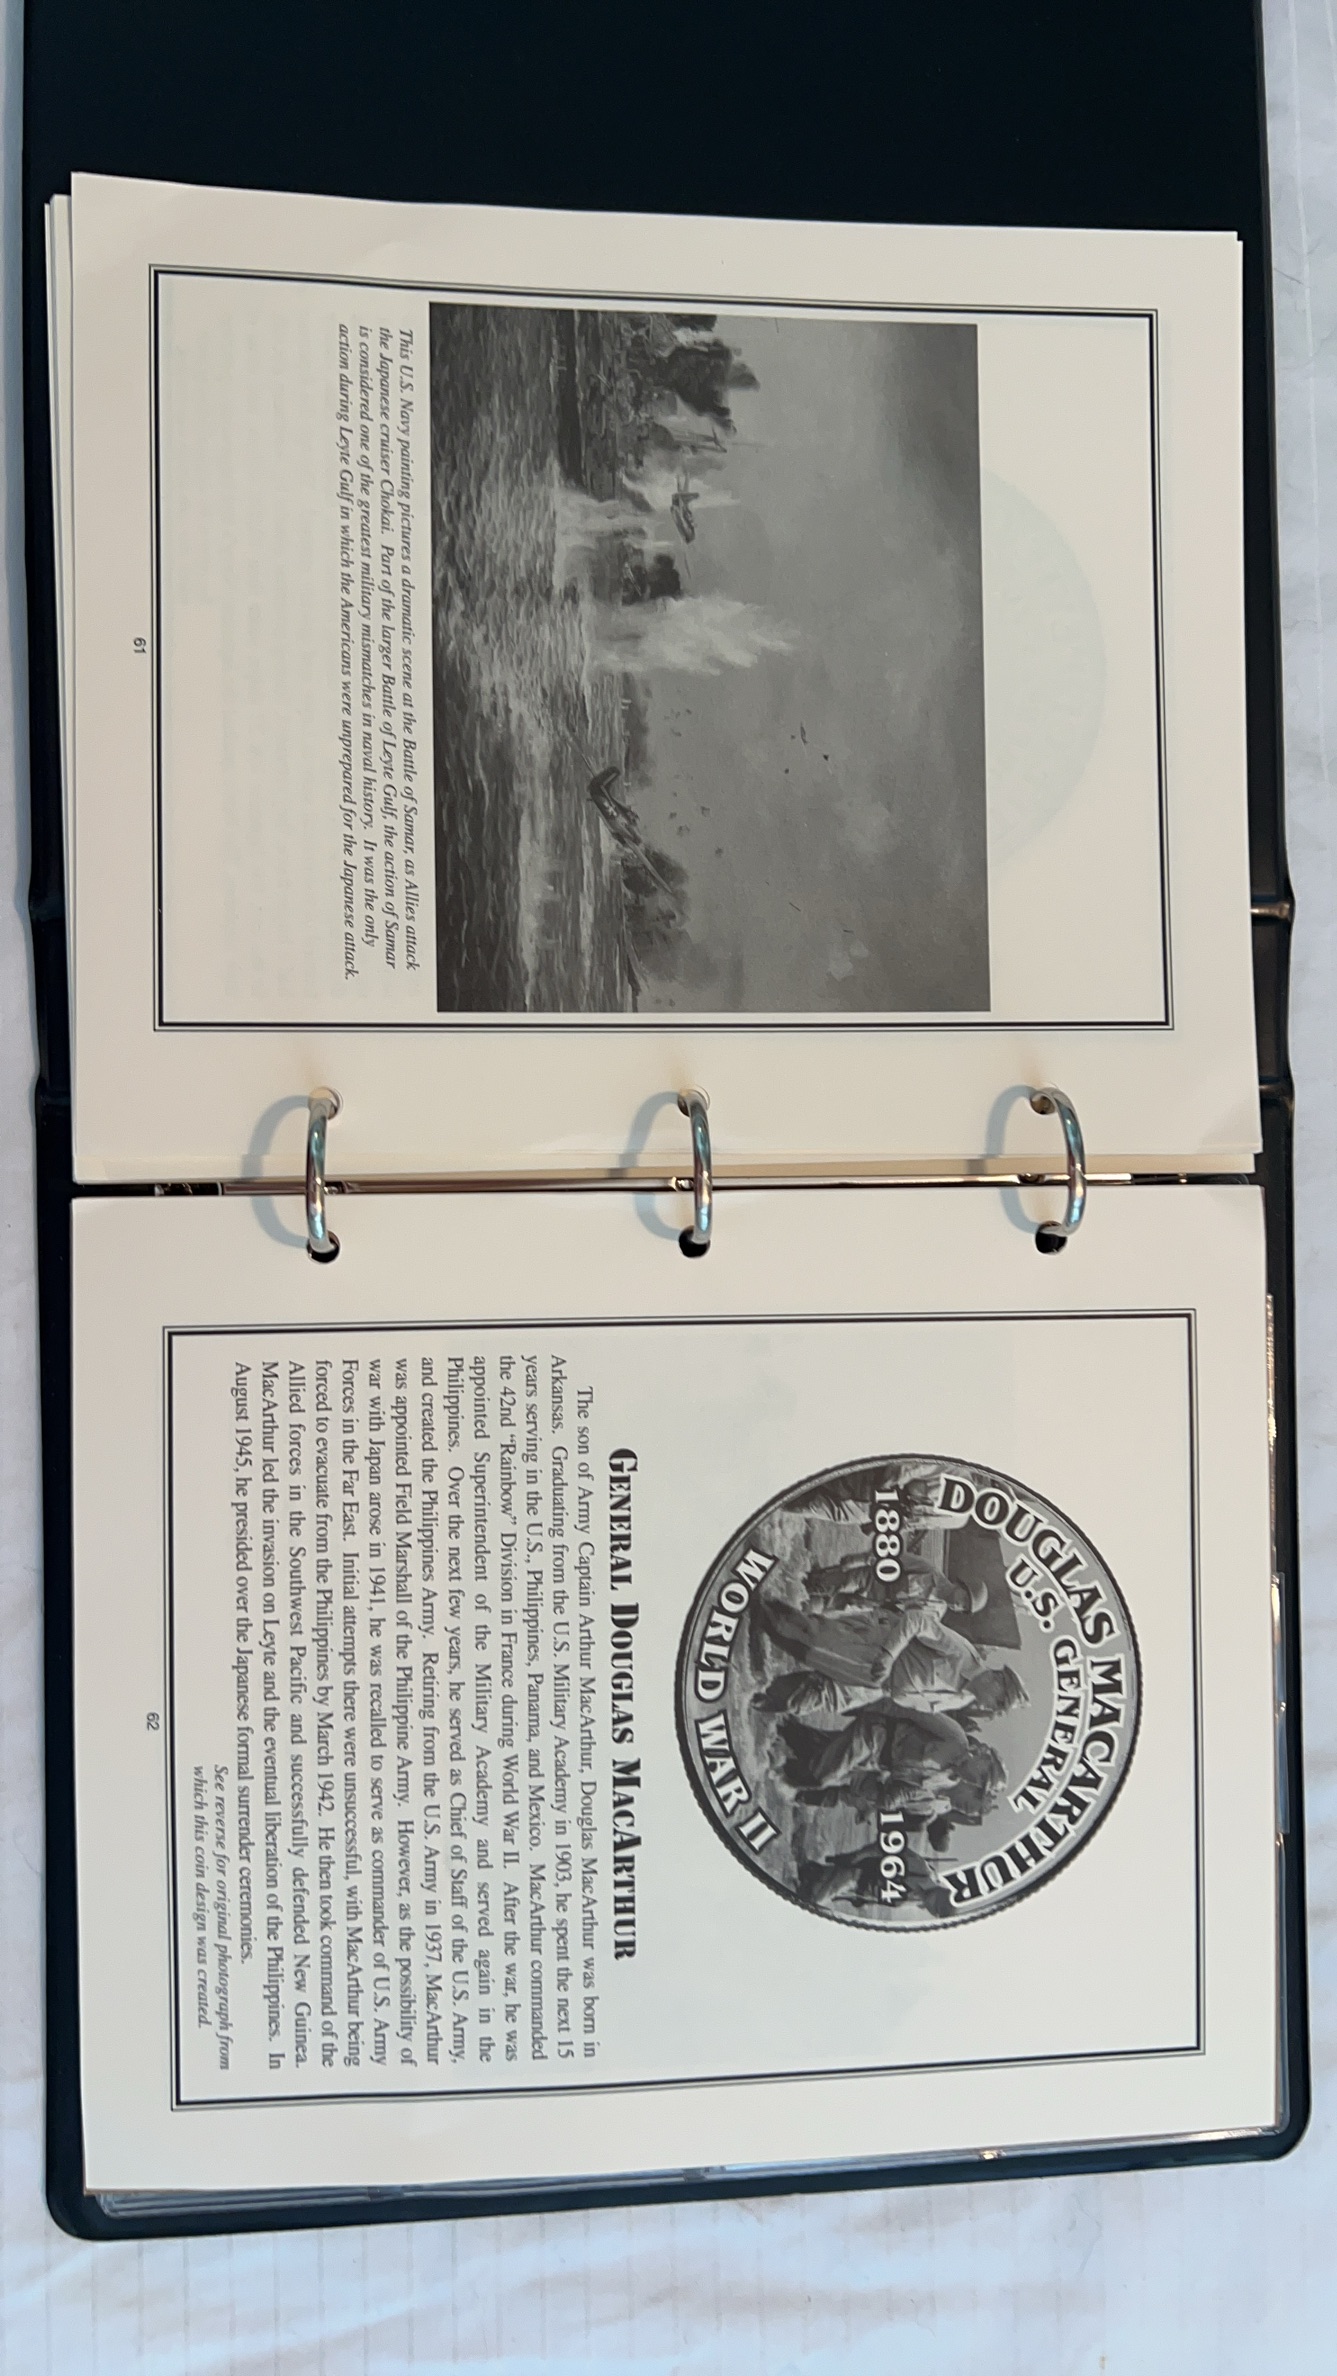 This U.S. Navy painting pictures a dramatic scene at the Battle of Samar, as Allies attack
the Japanese cruiser Chokai. Part of the larger Battle of Leyte Gulf, the action of Samar
is considered one of the greatest military mismatches in naval history. It was the only
action during Leyte Gulf in which the Americans were unprepared for the Japanese attack.
61
DOUGLAS MACARTHUR
U.S. GENERAL
1880
1964
WORLD WAR II
GENERAL DOUGLAS MACARTHUR
The son of Army Captain Arthur MacArthur, Douglas MacArthur was born in
Arkansas. Graduating from the U.S. Military Academy in 1903, he spent the next 15
years serving in the U.S., Philippines, Panama, and Mexico. MacArthur commanded
the 42nd "Rainbow" Division in France during World War II. After the war, he was
appointed Superintendent of the Military Academy and served again in the
Philippines. Over the next few years, he served as Chief of Staff of the U.S. Army,
and created the Philippines Army. Retiring from the U.S. Army in 1937, MacArthur
was appointed Field Marshall of the Philippine Army. However, as the possibility of
war with Japan arose in 1941, he was recalled to serve as commander of U.S. Army
Forces in the Far East. Initial attempts there were unsuccessful, with MacArthur being
forced to evacuate from the Philippines by March 1942. He then took command of the
Allied forces in the Southwest Pacific and successfully defended New Guinea.
MacArthur led the invasion on Leyte and the eventual liberation of the Philippines. In
August 1945, he presided over the Japanese formal surrender ceremonies.
See reverse for original photograph from
which this coin design was created.
62